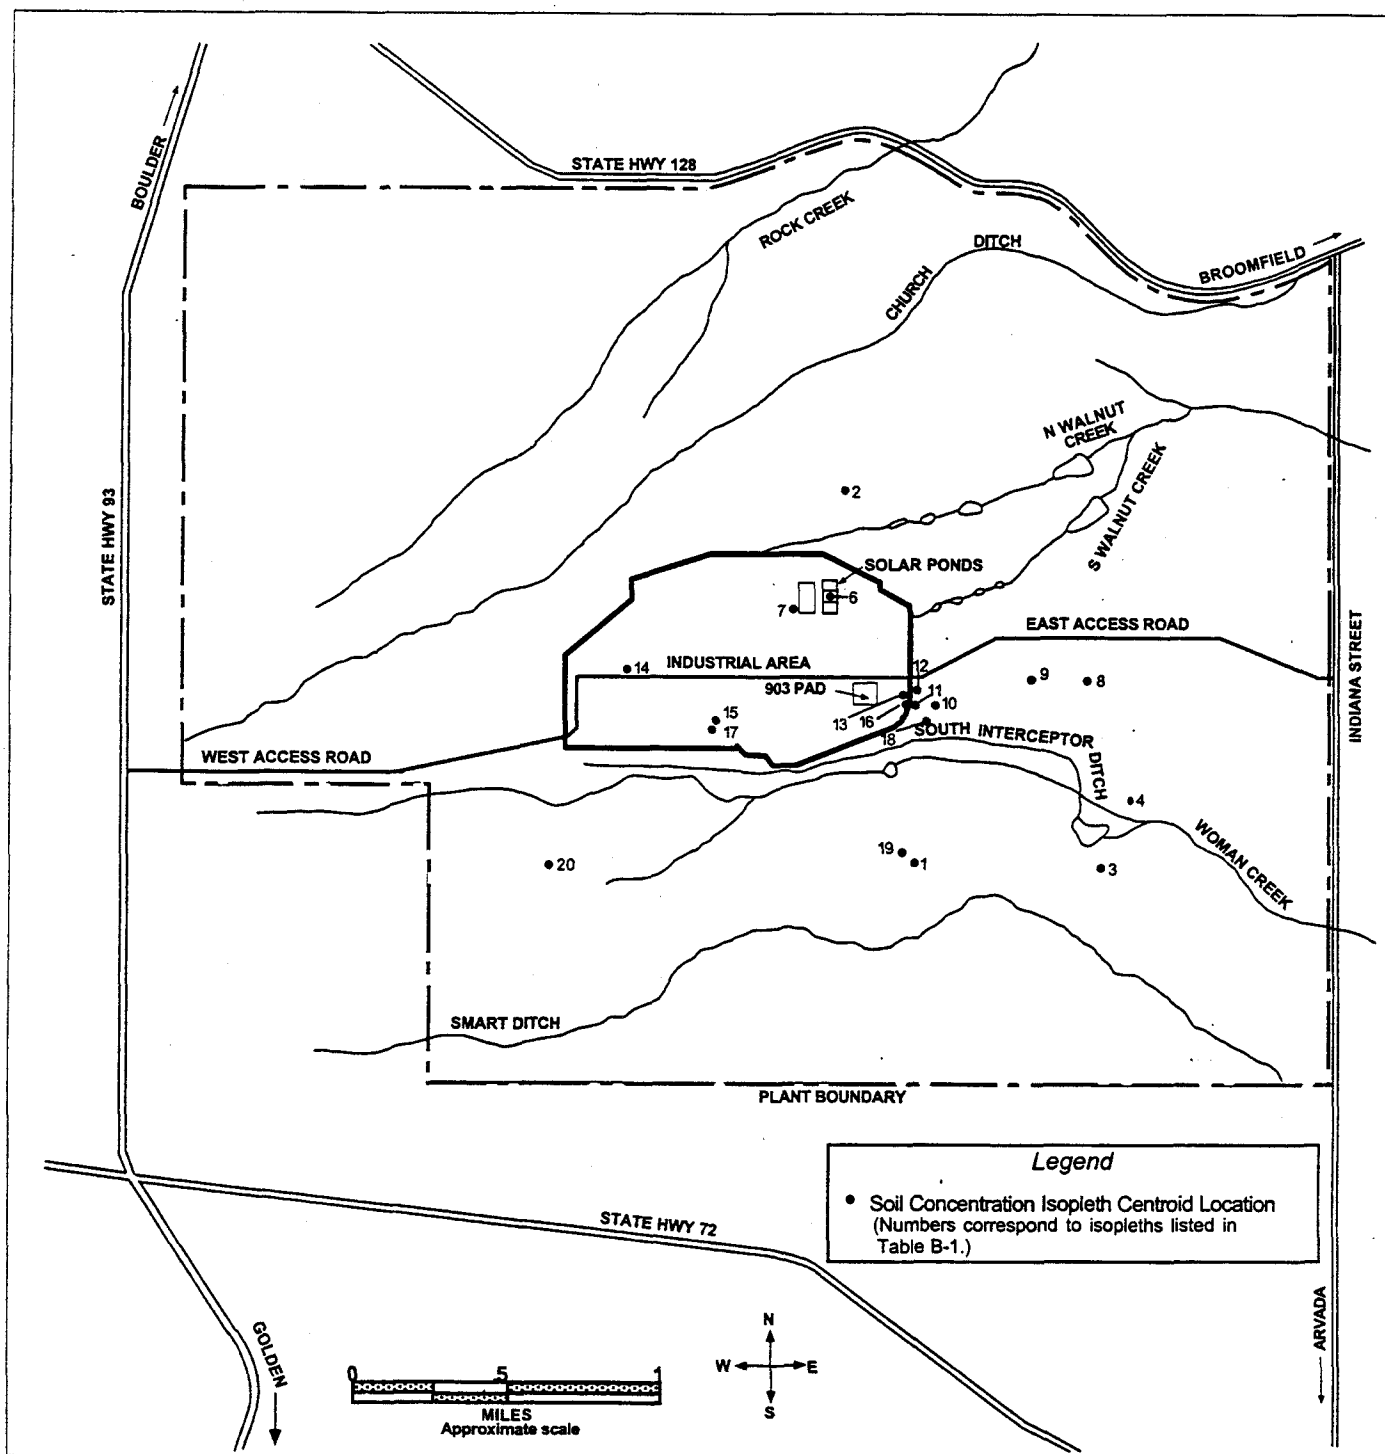 STATE HWY 128
BOULDER
ROCK CREEK
DITCH
CHURCH
BROOMFIELD
N WALNUT
CREEK
S WALNUT CREEK
2
STATE HWY 93
SOLAR PONDS
6
7
EAST ACCESS ROAD
INDIANA STREET
14
INDUSTRIAL AREA
12
9
8
903 PAD
11
10
13
16
15
17
18
SOUTH INTERCEPTOR
DITCH
WEST ACCESS ROAD
4
WOMAN CREEK
19
1
3
20
SMART DITCH
PLANT BOUNDARY
Legend
Soil Concentration Isopleth Centroid Location
(Numbers correspond to isopleths listed in
Table B-1.)
STATE HWY 72
GOLDEN
ARVADA
N
W E
S
0 .5 1
MILES
Approximate scale